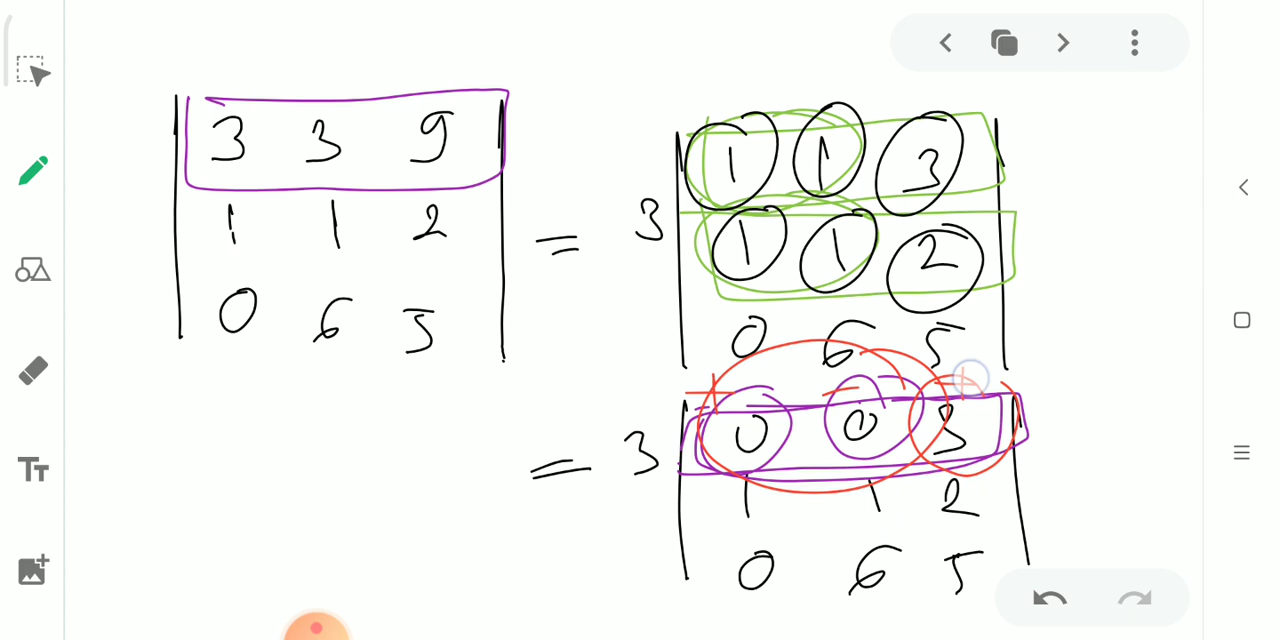 | 3 3 9 |
| 1 1 2 |
| 0 6 5 |
= 3
| 1 1 3 |
| 1 1 2 |
| 0 6 5 |
+ − +
= 3
| 0 0 3 |
| 1 1 2 |
| 0 6 5 |
TT